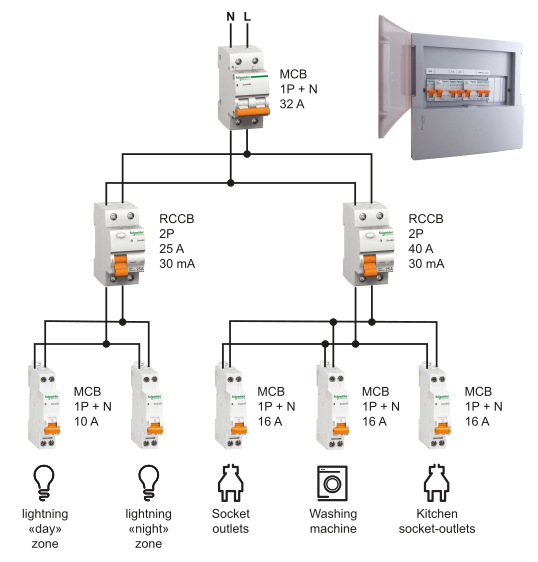 N L
MCB
1P + N
32 A
RCCB
2P
25 A
30 mA
RCCB
2P
40 A
30 mA
MCB
1P + N
10 A
MCB
1P + N
16 A
MCB
1P + N
16 A
MCB
1P + N
16 A
lightning
«day»
zone
lightning
«night»
zone
Socket
outlets
Washing
machine
Kitchen
socket-outlets